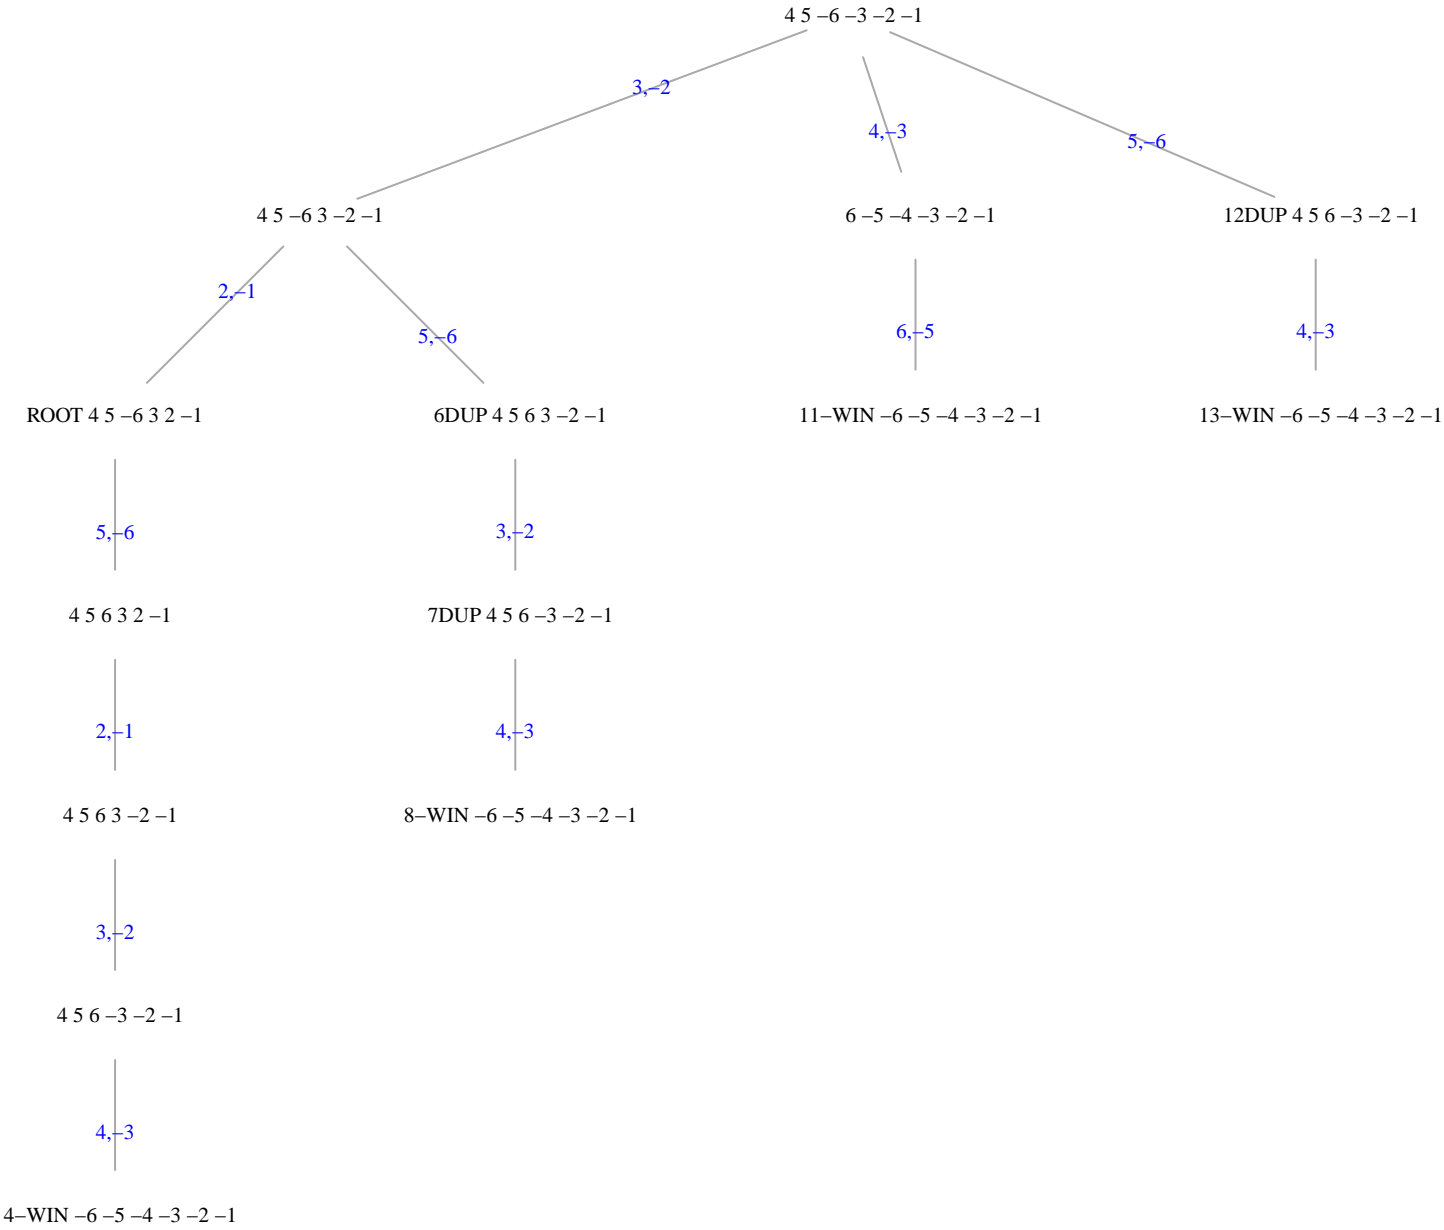 4 5 –6 –3 –2 –1
3,–2
4,–3
5,–6
4 5 –6 3 –2 –1
6 –5 –4 –3 –2 –1
12DUP 4 5 6 –3 –2 –1
2,–1
5,–6
6,–5
4,–3
ROOT 4 5 –6 3 2 –1
6DUP 4 5 6 3 –2 –1
11–WIN –6 –5 –4 –3 –2 –1
13–WIN –6 –5 –4 –3 –2 –1
5,–6
3,–2
4 5 6 3 2 –1
7DUP 4 5 6 –3 –2 –1
2,–1
4,–3
4 5 6 3 –2 –1
8–WIN –6 –5 –4 –3 –2 –1
3,–2
4 5 6 –3 –2 –1
4,–3
4–WIN –6 –5 –4 –3 –2 –1